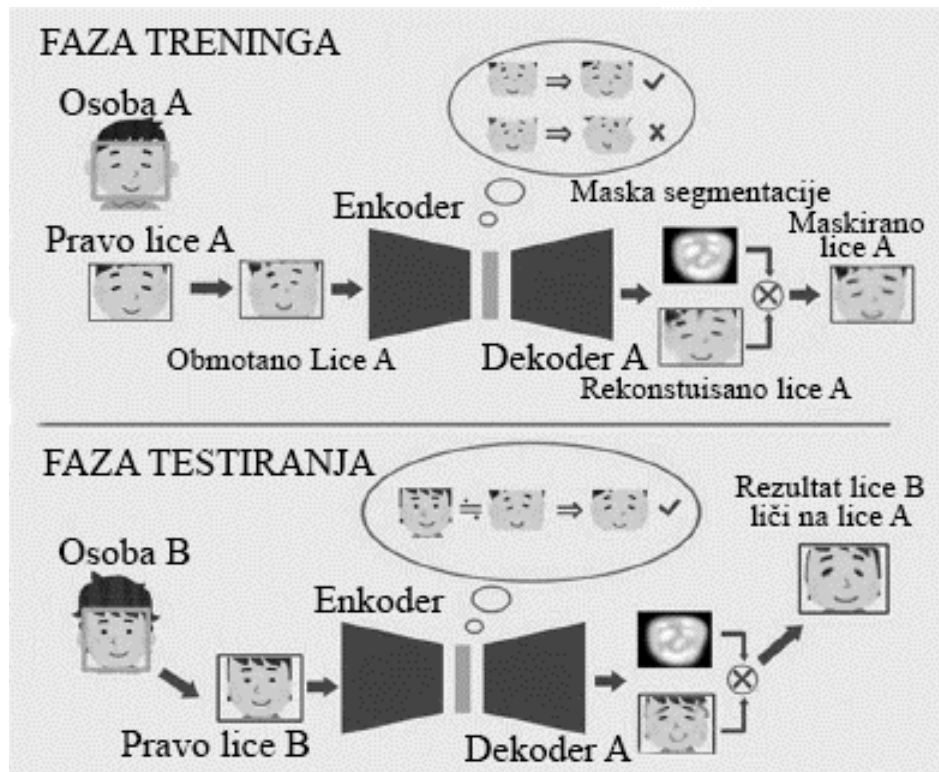 FAZA TRENINGA
Osoba A
Enkoder
Maska segmentacije
Pravo lice A
Maskirano
lice A
Obmotano Lice A
Dekoder A
Rekonstuisano lice A
FAZA TESTIRANJA
Rezultat lice B
liči na lice A
Osoba B
Enkoder
Pravo lice B
Dekoder A